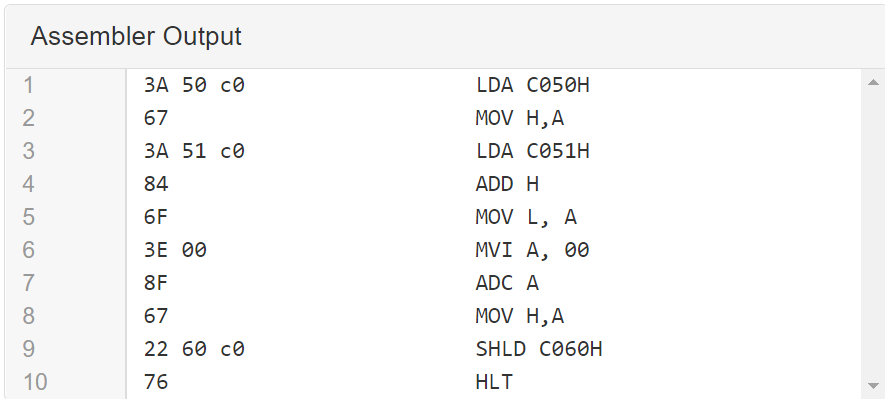 Assembler Output
1 3A 50 c0 LDA C050H
2 67 MOV H,A
3 3A 51 c0 LDA C051H
4 84 ADD H
5 6F MOV L, A
6 3E 00 MVI A, 00
7 8F ADC A
8 67 MOV H,A
9 22 60 c0 SHLD C060H
10 76 HLT